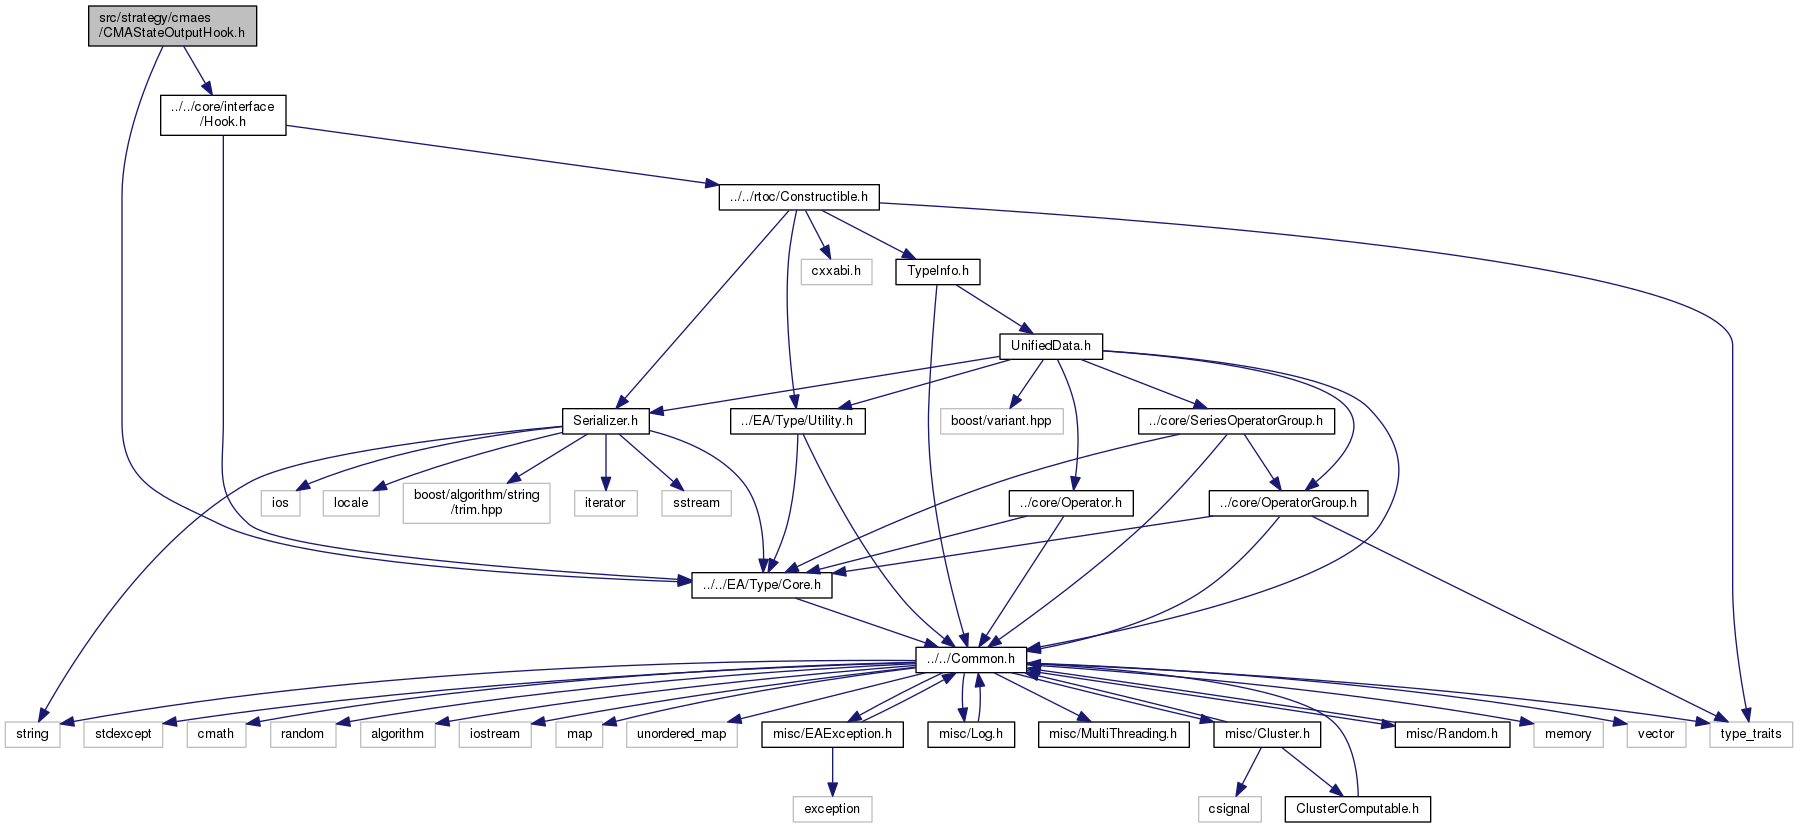 src/strategy/cmaes
/CMAStateOutputHook.h
../../core/interface
/Hook.h
../../rtoc/Constructible.h
cxxabi.h
TypeInfo.h
UnifiedData.h
Serializer.h
../EA/Type/Utility.h
boost/variant.hpp
../core/SeriesOperatorGroup.h
ios
locale
boost/algorithm/string
/trim.hpp
iterator
sstream
../core/Operator.h
../core/OperatorGroup.h
../../EA/Type/Core.h
../../Common.h
string
stdexcept
cmath
random
algorithm
iostream
map
unordered_map
misc/EAException.h
misc/Log.h
misc/MultiThreading.h
misc/Cluster.h
misc/Random.h
memory
vector
type_traits
exception
csignal
ClusterComputable.h